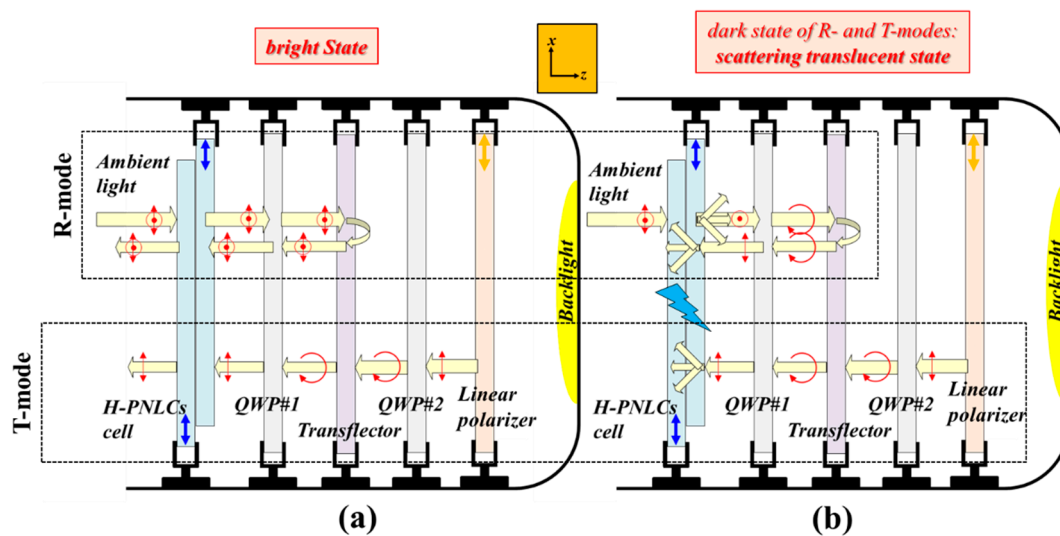 bright State
x
z
dark state of R- and T-modes:
scattering translucent state
R-mode
Ambient
light
Ambient
light
Backlight
Backlight
T-mode
H-PNLCs
cell
QWP#1
Transflector
QWP#2
Linear
polarizer
H-PNLCs
cell
QWP#1
Transflector
QWP#2
Linear
polarizer
(a)
(b)